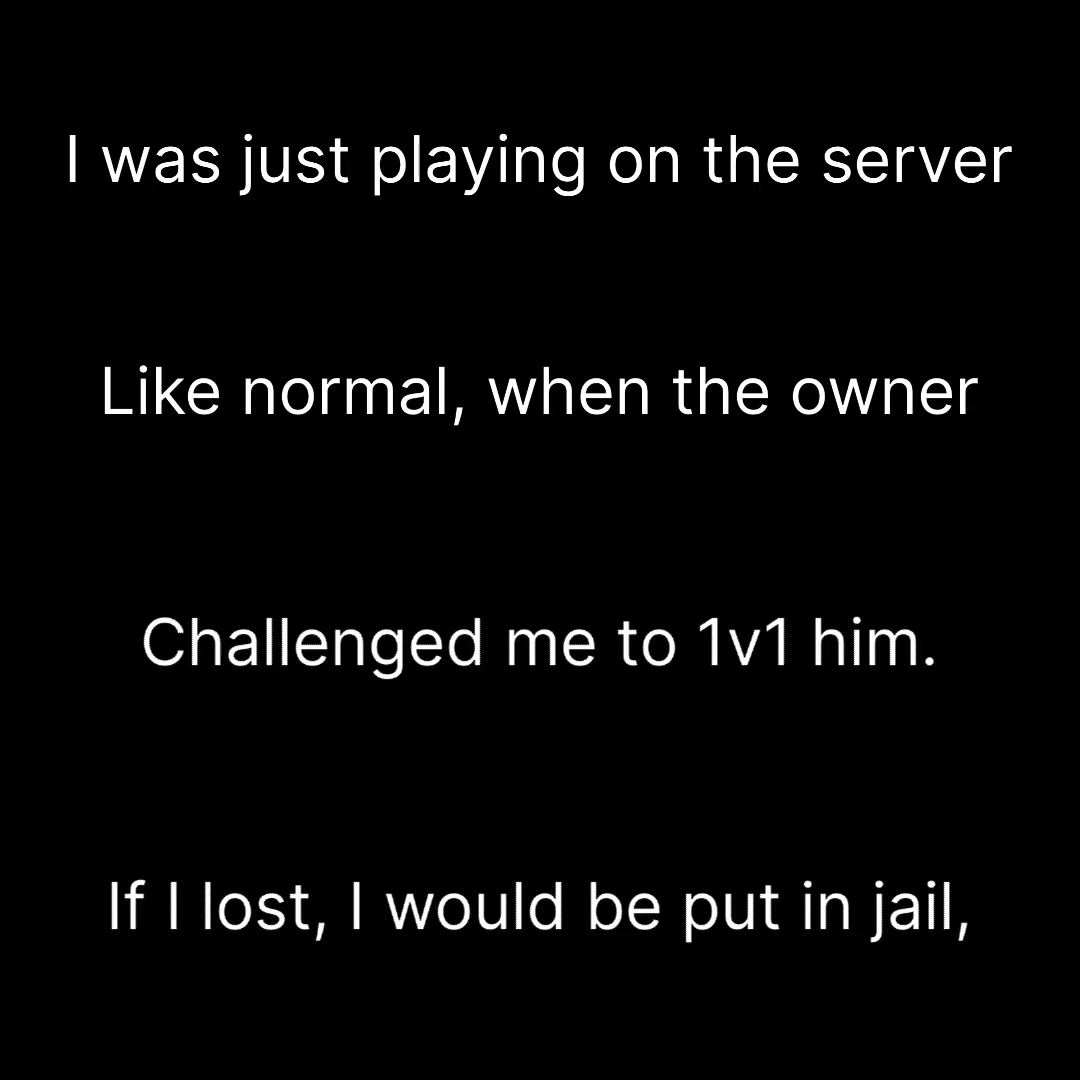 I was just playing on the server
Like normal, when the owner
Challenged me to 1v1 him.
If I lost, I would be put in jail,